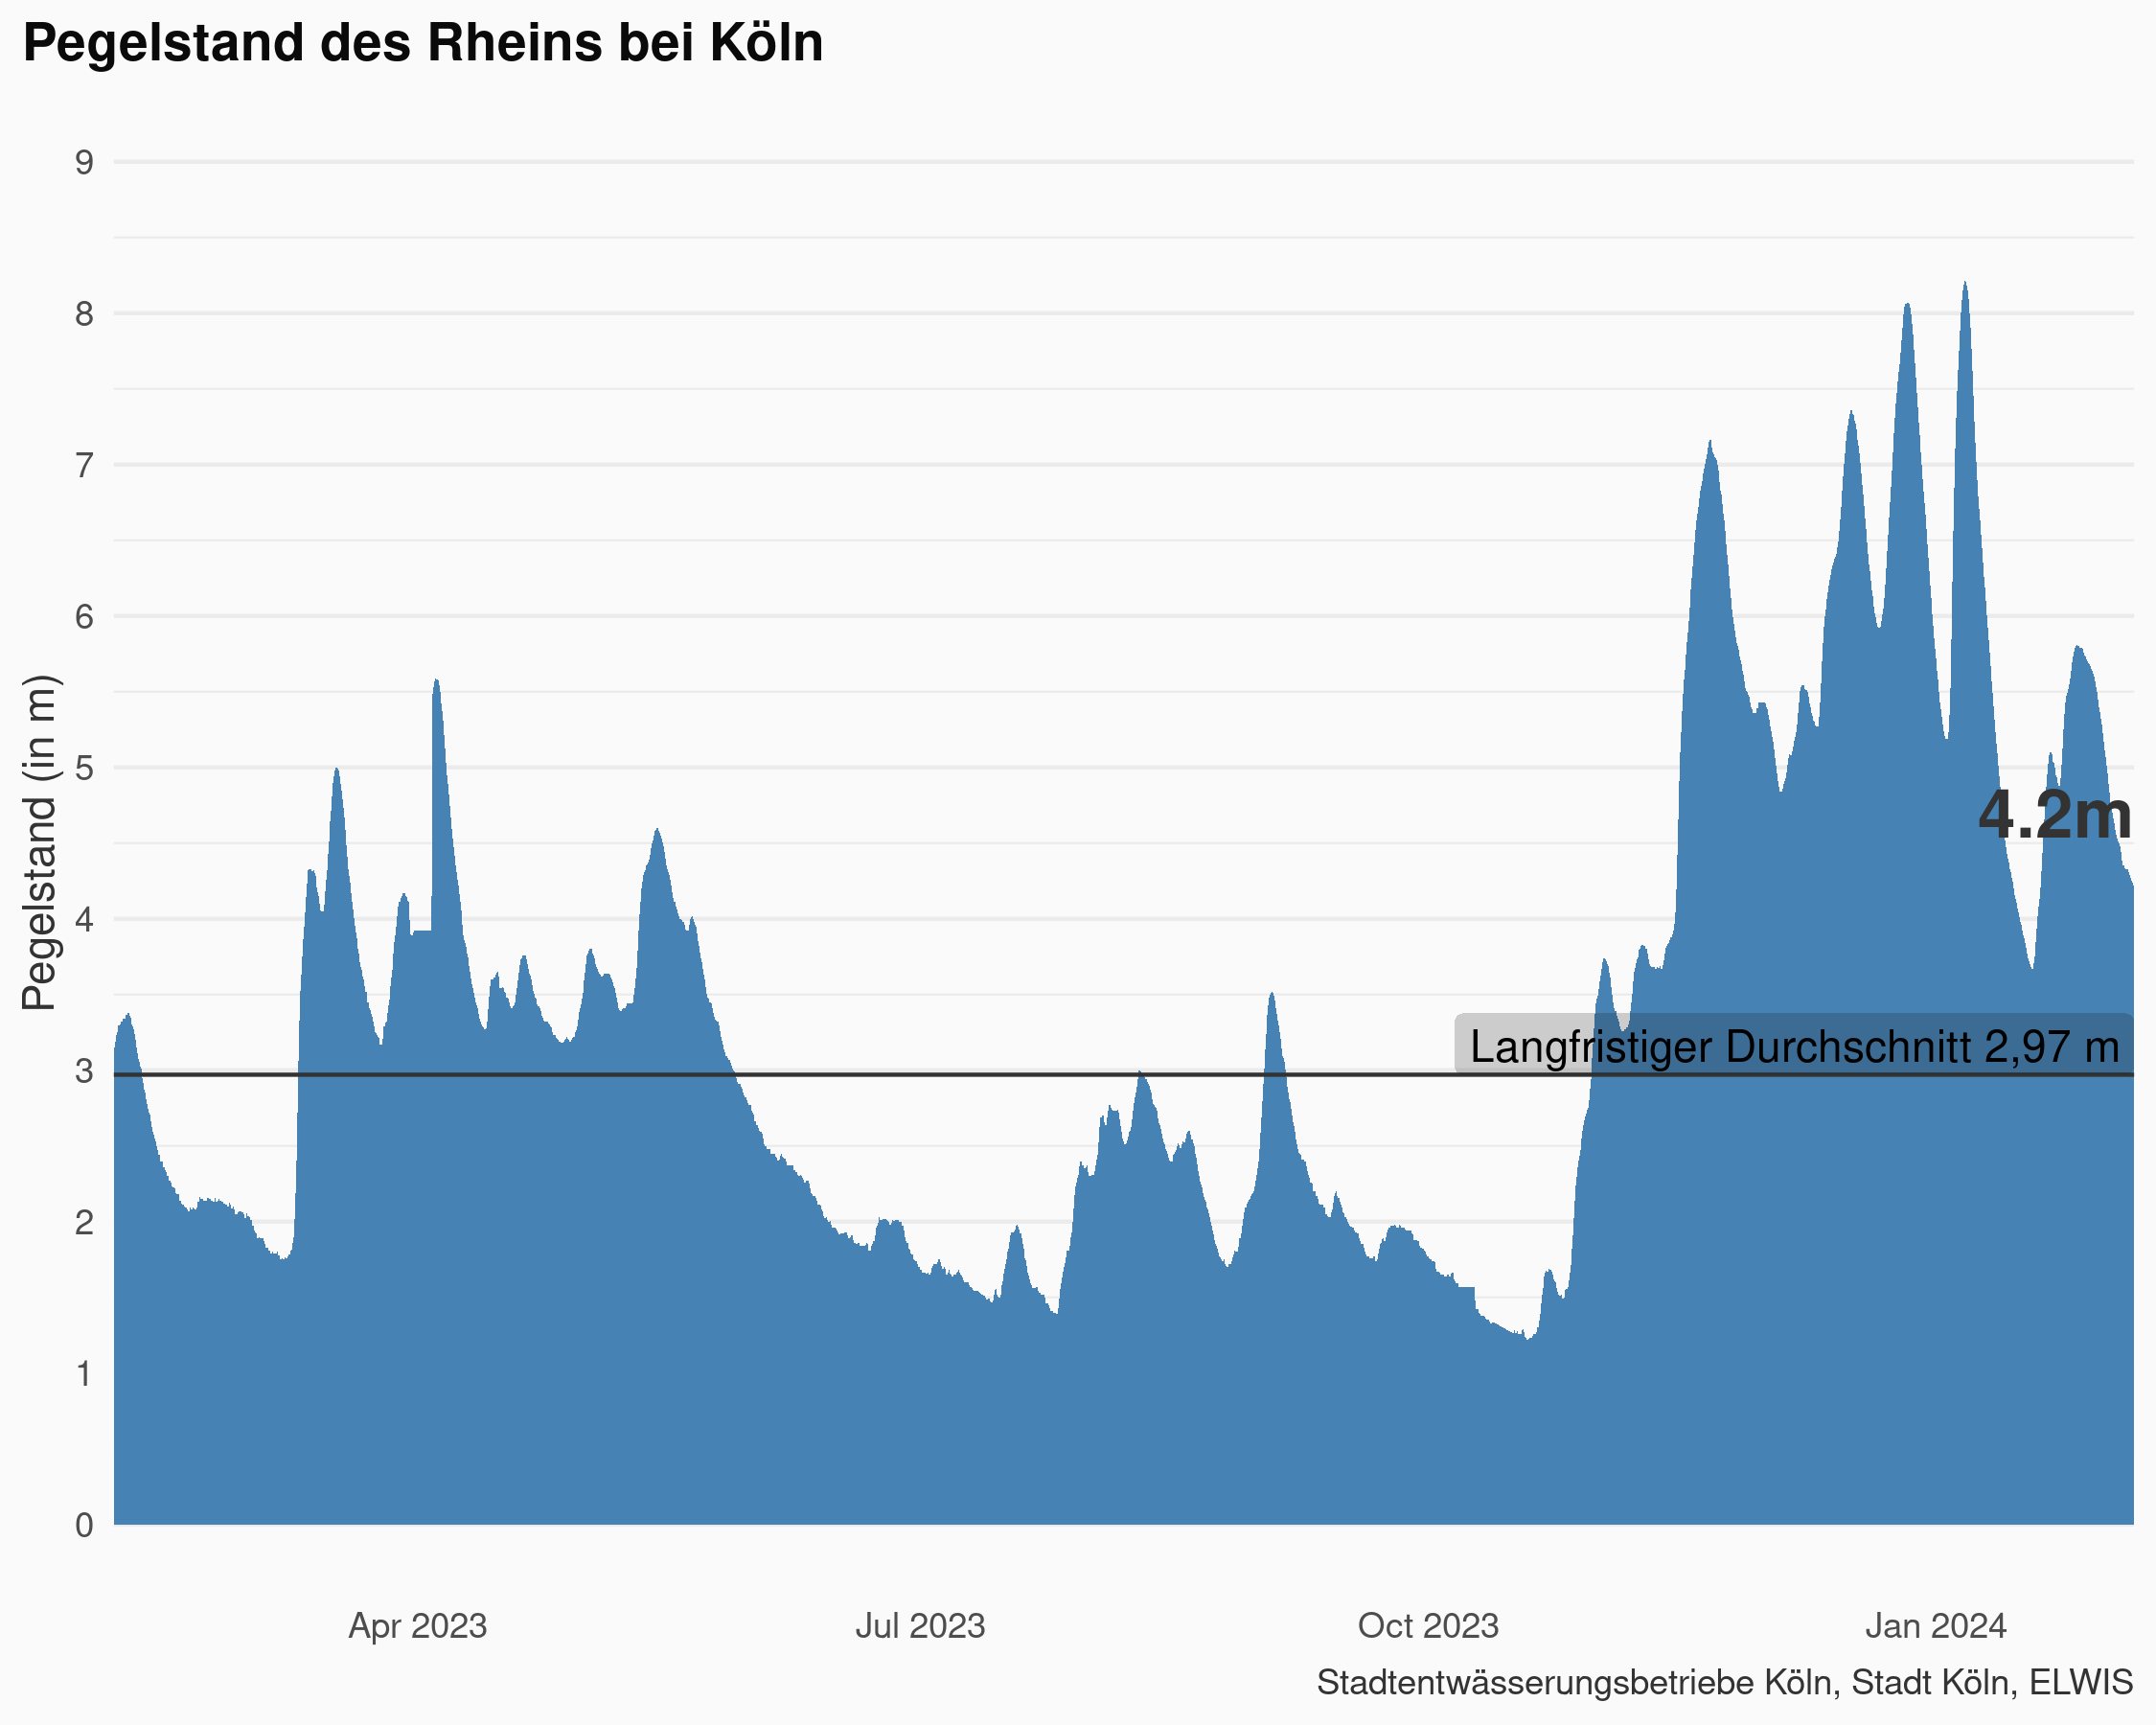 Pegelstand des Rheins bei Köln
Pegelstand (in m)
9
8
7
6
5
4
3
2
1
0
4.2m
Langfristiger Durchschnitt 2,97 m
Apr 2023
Jul 2023
Oct 2023
Jan 2024
Stadtentwässerungsbetriebe Köln, Stadt Köln, ELWIS